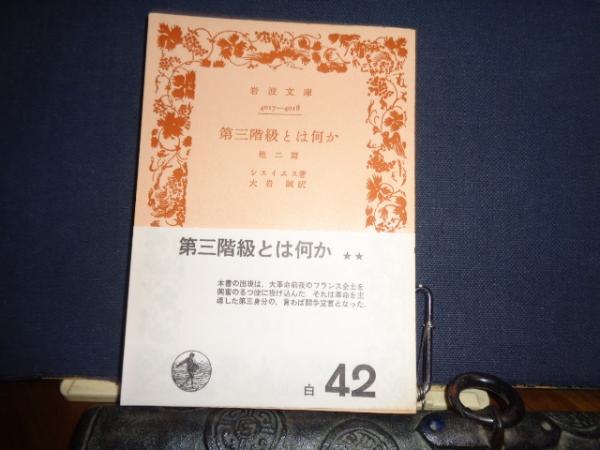 岩波文庫
4017—4018
第三階級とは何か
他二篇
シエイエス著
大岩誠訳
第三階級とは何か ★★
本書の出現は、大革命前夜のフランス全土を
興奮のるつぼに投げ込んだ。それは革命を主
導した第三身分の、言わば闘争宣言となった。
白 42